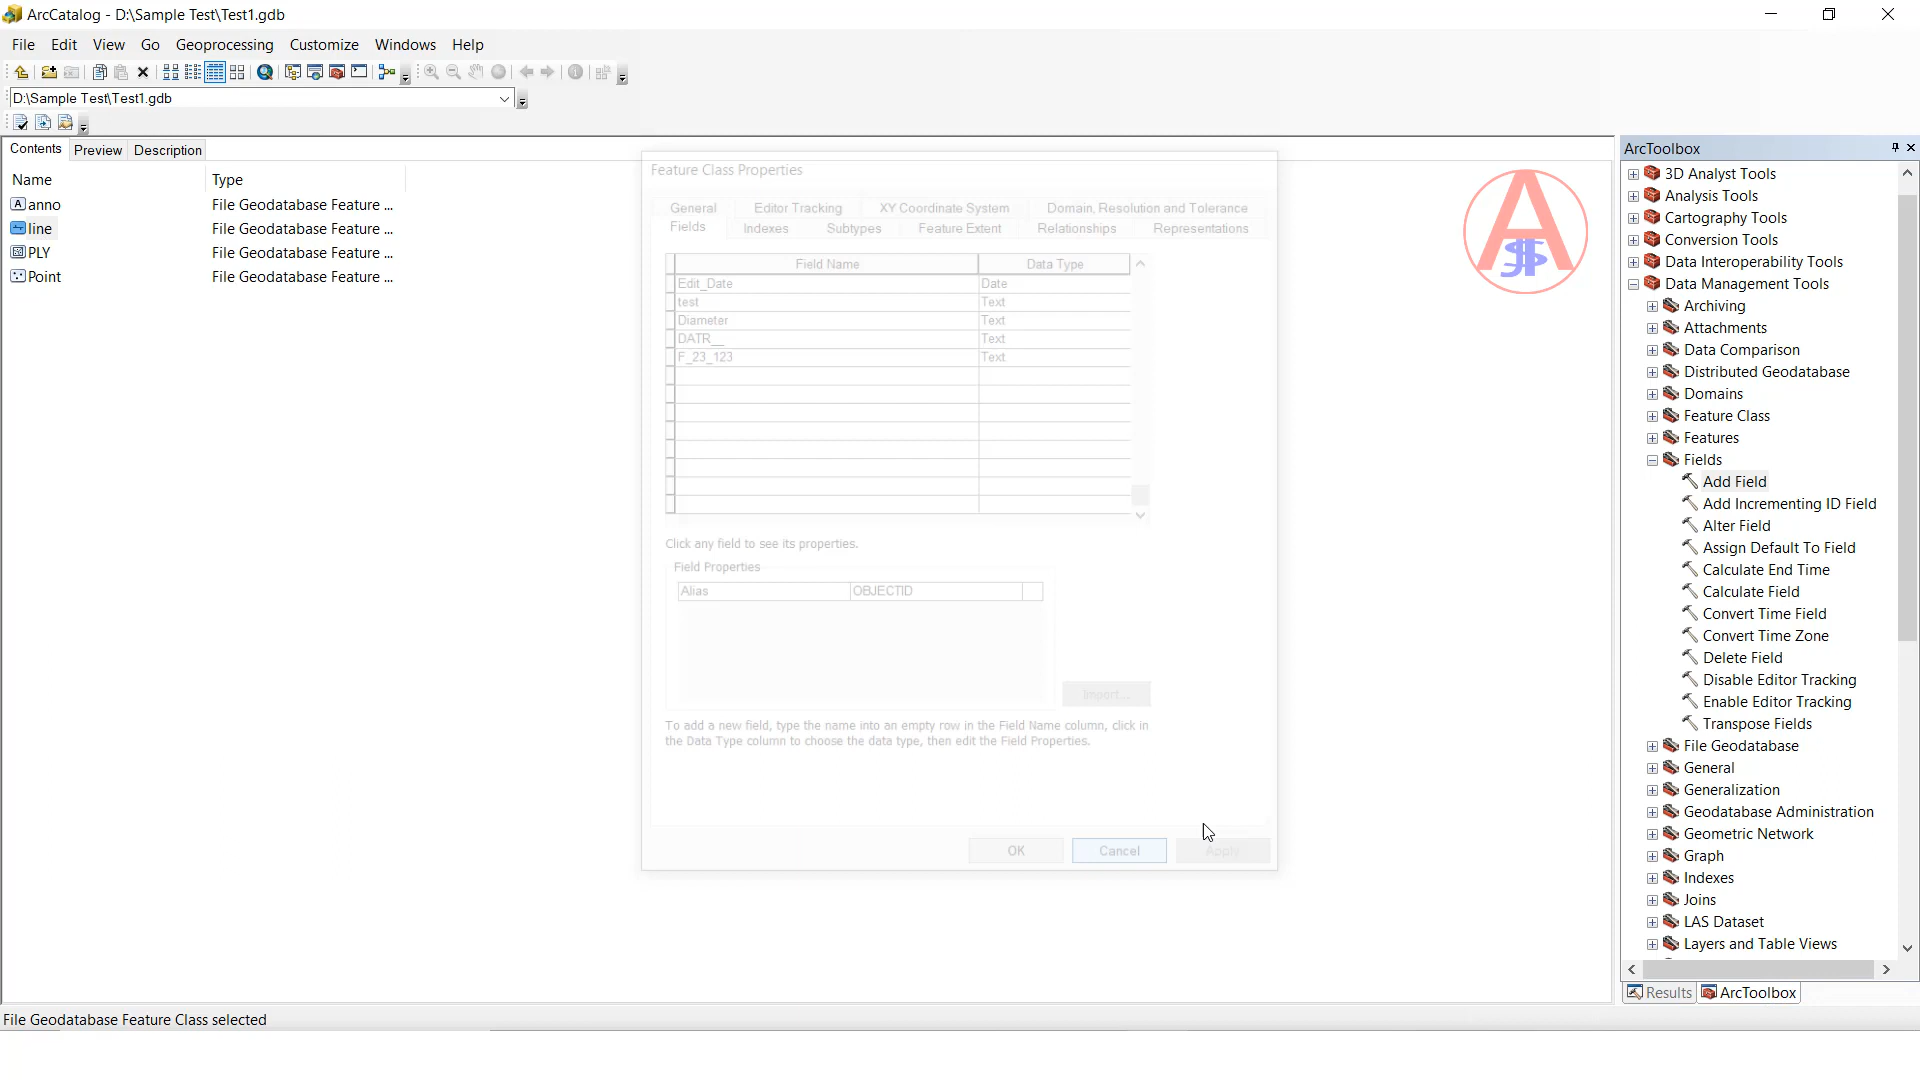 ArcCatalog - D:\Sample Test\Test1.gdb
File Edit View Go Geoprocessing Customize Windows Help
D:\Sample Test\Test1.gdb
Contents Preview Description
Name Type
anno File Geodatabase Feature ...
line File Geodatabase Feature ...
PLY File Geodatabase Feature ...
Point File Geodatabase Feature ...
Feature Class Properties
General Editor Tracking XY Coordinate System Domain, Resolution and Tolerance
Fields Indexes Subtypes Feature Extent Relationships Representations
Field Name Data Type
Edit_Date Date
test Text
Diameter Text
DATR__ Text
F_23_123 Text
Click any field to see its properties.
Field Properties
Alias OBJECTID
Import...
To add a new field, type the name into an empty row in the Field Name column, click in
the Data Type column to choose the data type, then edit the Field Properties.
OK Cancel Apply
ArcToolbox
3D Analyst Tools
Analysis Tools
Cartography Tools
Conversion Tools
Data Interoperability Tools
Data Management Tools
Archiving
Attachments
Data Comparison
Distributed Geodatabase
Domains
Feature Class
Features
Fields
Add Field
Add Incrementing ID Field
Alter Field
Assign Default To Field
Calculate End Time
Calculate Field
Convert Time Field
Convert Time Zone
Delete Field
Disable Editor Tracking
Enable Editor Tracking
Transpose Fields
File Geodatabase
General
Generalization
Geodatabase Administration
Geometric Network
Graph
Indexes
Joins
LAS Dataset
Layers and Table Views
Results ArcToolbox
File Geodatabase Feature Class selected